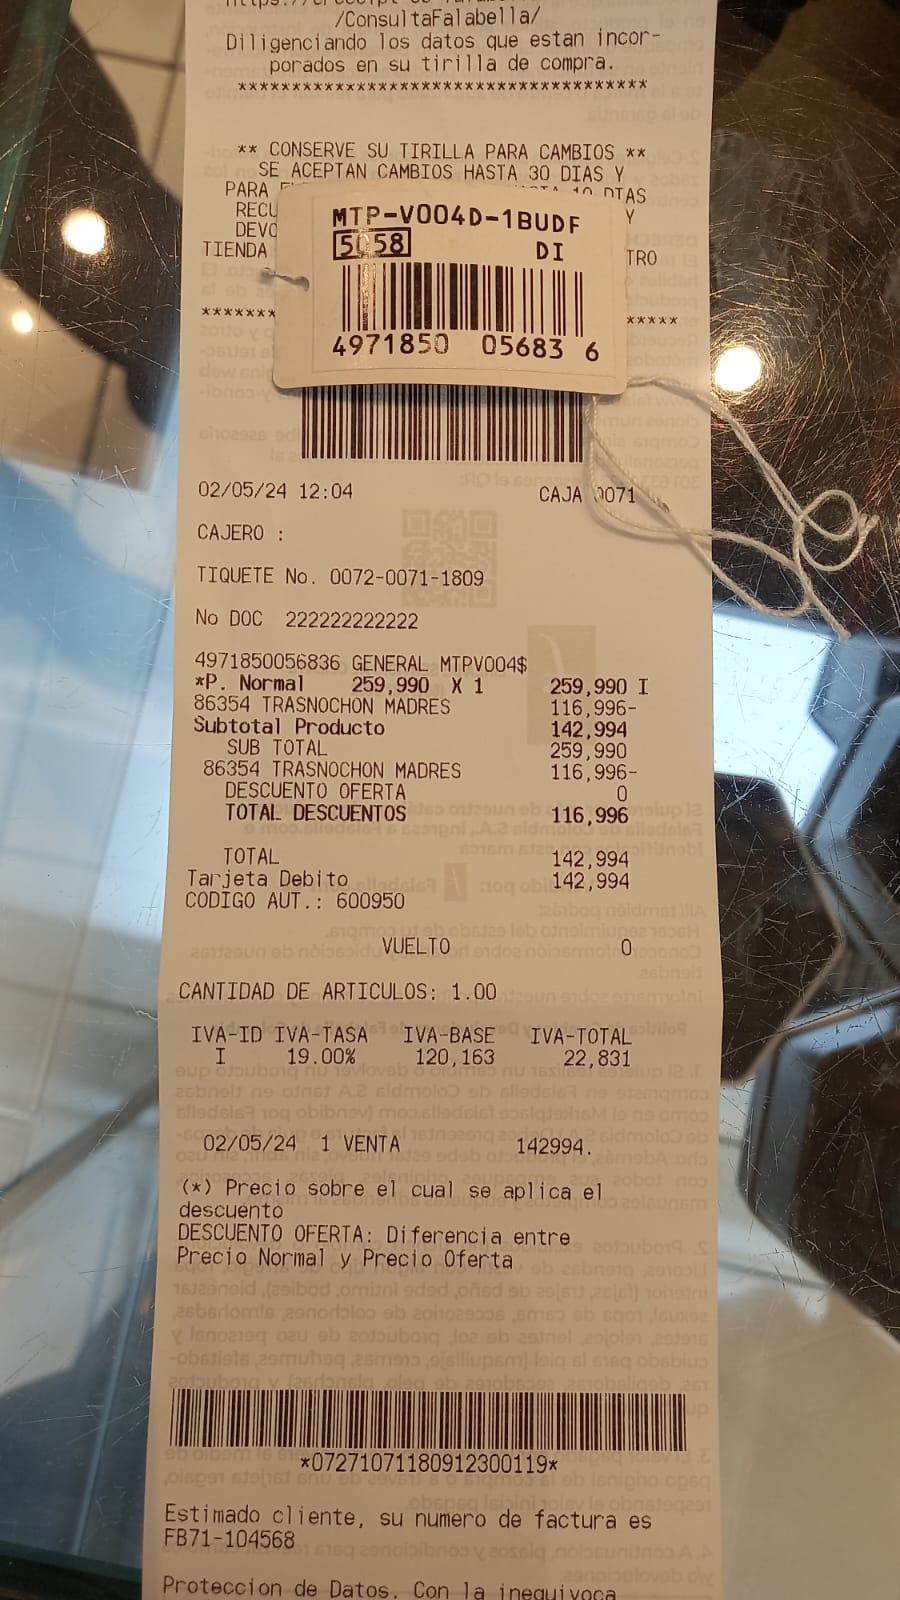 /ConsultaFalabella/
Diligenciando los datos que estan incor-
porados en su tirilla de compra.
**************************************
** CONSERVE SU TIRILLA PARA CAMBIOS **
SE ACEPTAN CAMBIOS HASTA 30 DIAS Y
PARA 10 DIAS
RECU Y
DEVO
TIENDA TRO
MTP-V004D-1BUDF
5058 DI
4971850 05683 6
02/05/24 12:04 CAJA 0071
CAJERO :
TIQUETE No. 0072-0071-1809
No DOC 222222222222
4971850056836 GENERAL MTPV004$
*P. Normal 259,990 X 1 259,990 I
86354 TRASNOCHON MADRES 116,996-
Subtotal Producto 142,994
SUB TOTAL 259,990
86354 TRASNOCHON MADRES 116,996-
DESCUENTO OFERTA 0
TOTAL DESCUENTOS 116,996
TOTAL 142,994
Tarjeta Debito 142,994
CODIGO AUT.: 600950
VUELTO 0
CANTIDAD DE ARTICULOS: 1.00
IVA-ID IVA-TASA IVA-BASE IVA-TOTAL
I 19.00% 120,163 22,831
02/05/24 1 VENTA 142994.
(*) Precio sobre el cual se aplica el
descuento
DESCUENTO OFERTA: Diferencia entre
Precio Normal y Precio Oferta
*07271071180912300119*
Estimado cliente, su numero de factura es
FB71-104568
Proteccion de Datos. Con la inequivoca